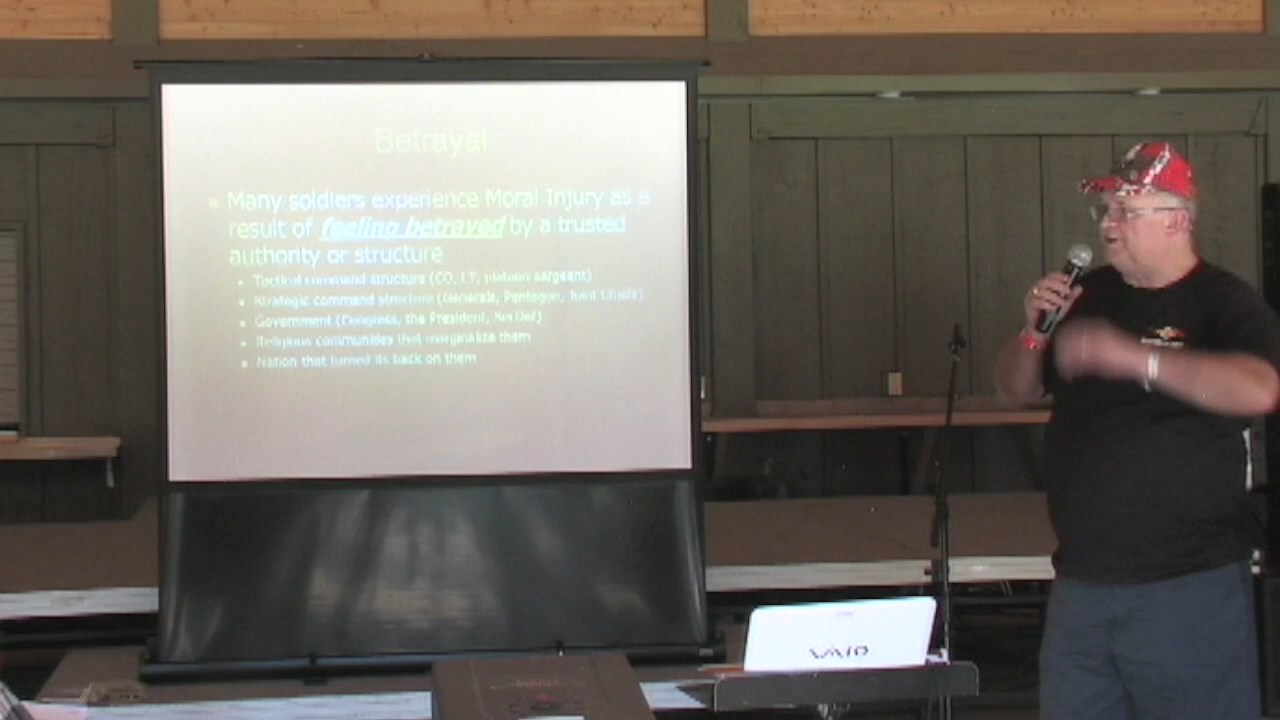 Betrayal
Many soldiers experience Moral Injury as a
result of feeling betrayed by a trusted
authority or structure
Tactical command structure (CO, LT, platoon sergeant)
Strategic command structure (Generals, Pentagon, Joint Chiefs)
Government (Congress, the President, SecDef)
Religious communities that marginalize them
Nation that turned its back on them
VAIO